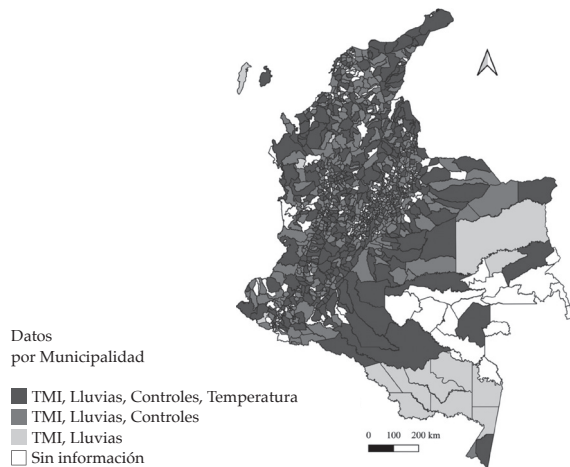 Datos
por Municipalidad
TMI, Lluvias, Controles, Temperatura
TMI, Lluvias, Controles
TMI, Lluvias
Sin información
0 100 200 km